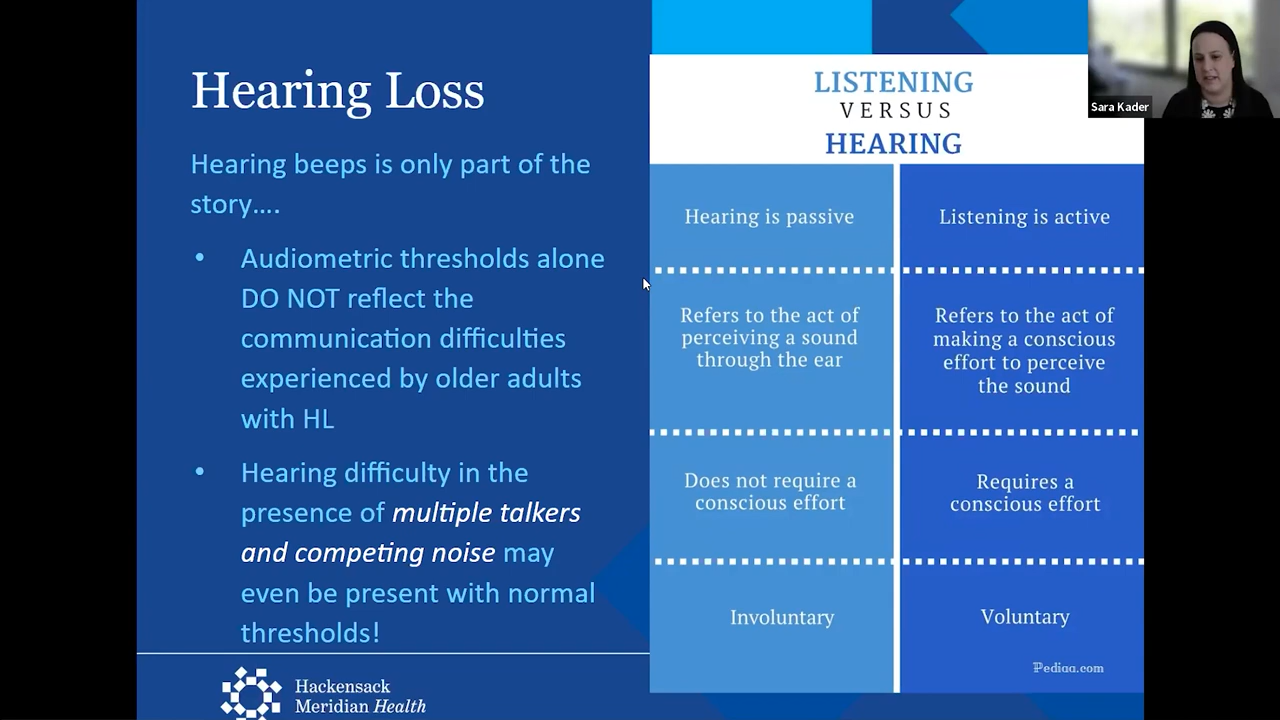 Hearing Loss
Hearing beeps is only part of the
story....
• Audiometric thresholds alone
DO NOT reflect the
communication difficulties
experienced by older adults
with HL
• Hearing difficulty in the
presence of multiple talkers
and competing noise may
even be present with normal
thresholds!
Hackensack
Meridian Health
LISTENING
VERSUS
HEARING
Hearing is passive
Listening is active
Refers to the act of
perceiving a sound
through the ear
Refers to the act of
making a conscious
effort to perceive
the sound
Does not require a
conscious effort
Requires a
conscious effort
Involuntary
Voluntary
Pediaa.com
Sara Kader